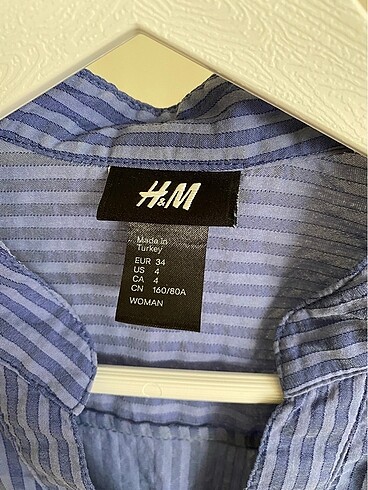 H&M
Made in
Turkey
EUR 34
US 4
CA 4
CN 160/80A
WOMAN